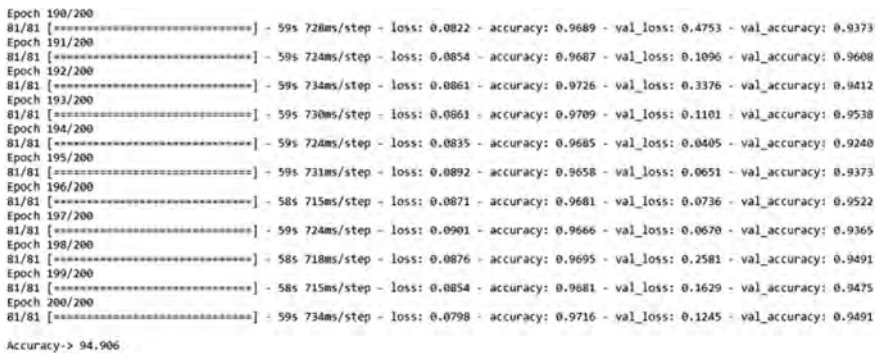 Epoch 190/200
81/81 [==============================] - 59s 728ms/step - loss: 0.0822 - accuracy: 0.9689 - val_loss: 0.4753 - val_accuracy: 0.9373
Epoch 191/200
81/81 [==============================] - 59s 724ms/step - loss: 0.0854 - accuracy: 0.9687 - val_loss: 0.1096 - val_accuracy: 0.9608
Epoch 192/200
81/81 [==============================] - 59s 734ms/step - loss: 0.0861 - accuracy: 0.9726 - val_loss: 0.3376 - val_accuracy: 0.9412
Epoch 193/200
81/81 [==============================] - 59s 730ms/step - loss: 0.0861 - accuracy: 0.9709 - val_loss: 0.1101 - val_accuracy: 0.9538
Epoch 194/200
81/81 [==============================] - 59s 724ms/step - loss: 0.0835 - accuracy: 0.9685 - val_loss: 0.0405 - val_accuracy: 0.9240
Epoch 195/200
81/81 [==============================] - 59s 731ms/step - loss: 0.0892 - accuracy: 0.9658 - val_loss: 0.0651 - val_accuracy: 0.9373
Epoch 196/200
81/81 [==============================] - 58s 715ms/step - loss: 0.0871 - accuracy: 0.9681 - val_loss: 0.0736 - val_accuracy: 0.9522
Epoch 197/200
81/81 [==============================] - 59s 724ms/step - loss: 0.0901 - accuracy: 0.9666 - val_loss: 0.0670 - val_accuracy: 0.9365
Epoch 198/200
81/81 [==============================] - 58s 718ms/step - loss: 0.0876 - accuracy: 0.9695 - val_loss: 0.2581 - val_accuracy: 0.9491
Epoch 199/200
81/81 [==============================] - 58s 715ms/step - loss: 0.0854 - accuracy: 0.9681 - val_loss: 0.1629 - val_accuracy: 0.9475
Epoch 200/200
81/81 [==============================] - 59s 734ms/step - loss: 0.0798 - accuracy: 0.9716 - val_loss: 0.1245 - val_accuracy: 0.9491
Accuracy-> 94.906